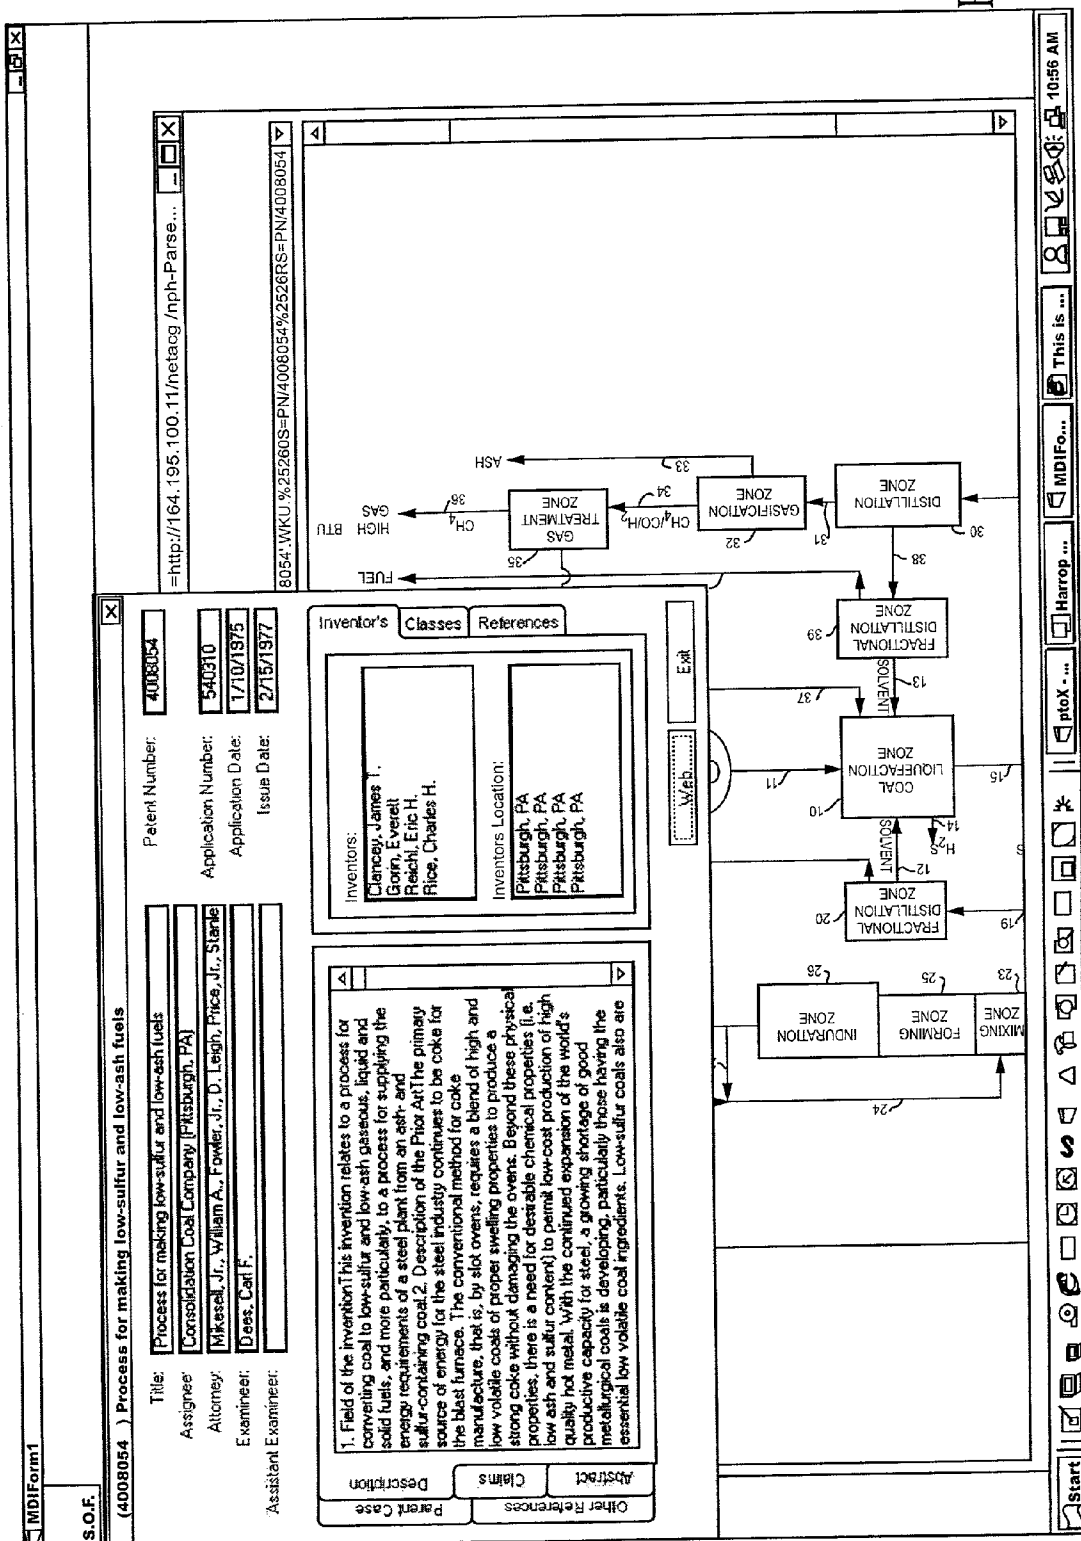 MDIForm1
S.O.F.
(4008054 ) Process for making low-sulfur and low-ash fuels
Title: Process for making low-sulfur and low-ash fuels
Patent Number: 4008054
Assignee: Consolidation Coal Company (Pittsburgh, PA)
Attorney: Mikesell, Jr., William A., Fowler, Jr., D. Leigh, Price, Jr., Stanle
Application Number: 540310
Examiner: Dees, Carl F.
Application Date: 1/10/1975
Assistant Examiner:
Issue Date: 2/15/1977
Other References
Parent Case
Abstract
Claims
Description
1. Field of the inventionThis invention relates to a process for
converting coal to low-sulfur and low-ash gaseous, liquid and
solid fuels, and more particularly, to a process for supplying the
energy requirements of a steel plant from an ash- and
sulfur-containing coal.2. Description of the Prior ArtThe primary
source of energy for the steel industry continues to be coke for
the blast furnace. The conventional method for coke
manufacture, that is, by slot ovens, requires a blend of high and
low volatile coals of proper swelling properties to produce a
strong coke without damaging the ovens. Beyond these physical
properties, there is a need for desirable chemical properties (i.e.
low ash and sulfur content) to permit low-cost production of high
quality hot metal. With the continued expansion of the world's
productive capacity for steel, a growing shortage of good
metallurgical coals is developing, particularly those having the
essential low volatile coal ingredients. Low-sulfur coals also are
Inventor's
Classes
References
Inventors:
Clancey, James T.
Gorin, Everett
Reichl, Eric H.
Rice, Charles H.
Inventors Location:
Pittsburgh, PA
Pittsburgh, PA
Pittsburgh, PA
Pittsburgh, PA
Web
Exit
=http://164.195.100.11/netacg /nph-Parse...
8054'.WKU.%2526OS=PN/4008054%2526RS=PN/4008054
ASH
33
HIGH BTU
GAS
CH4
36
GAS
TREATMENT
ZONE
35
CH4/CO/H2
34
GASIFICATION
ZONE
32
31
DISTILLATION
ZONE
30
38
FUEL
FRACTIONAL
DISTILLATION
ZONE
39
SOLVENT
13
37
11
COAL
LIQUEFACTION
ZONE
10
15
14
H2S
S
SOLVENT
12
FRACTIONAL
DISTILLATION
ZONE
20
19
INDURATION
ZONE
26
FORMING
ZONE
25
MIXING
ZONE
23
24
Start
ptoX - ...
Harrop ...
MDIFo...
This is ...
10:56 AM